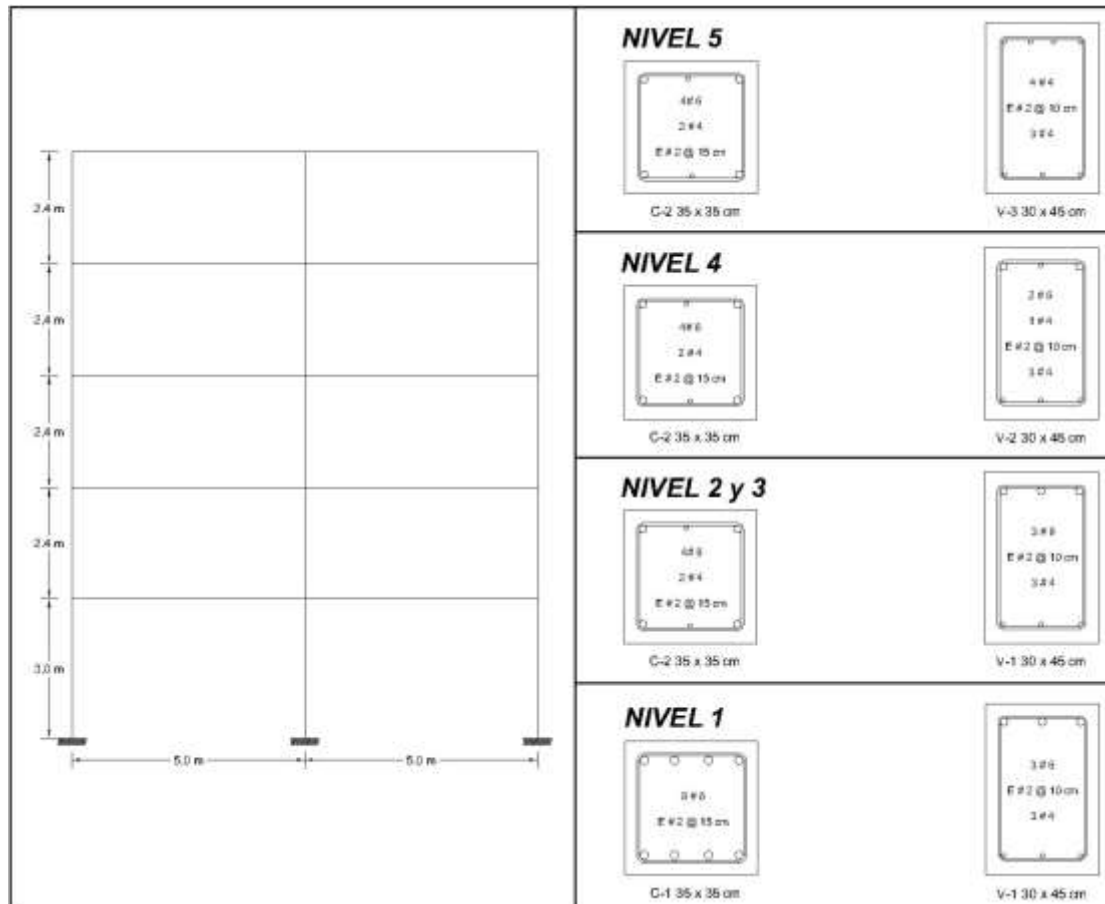 2.4 m
2.4 m
2.4 m
2.4 m
3.0 m
5.0 m
5.0 m
NIVEL 5
4#6
2#4
E # 2 @ 15 cm
C-2 35 x 35 cm
4#4
E # 2 @ 10 cm
3#4
V-3 30 x 45 cm
NIVEL 4
4#6
2#4
E # 2 @ 15 cm
C-2 35 x 35 cm
2#6
1#4
E # 2 @ 10 cm
3#4
V-2 30 x 45 cm
NIVEL 2 y 3
4#6
2#4
E # 2 @ 15 cm
C-2 35 x 35 cm
3#6
E # 2 @ 10 cm
3#4
V-1 30 x 45 cm
NIVEL 1
8#6
E # 2 @ 15 cm
C-1 35 x 35 cm
3#6
E # 2 @ 10 cm
3#4
V-1 30 x 45 cm